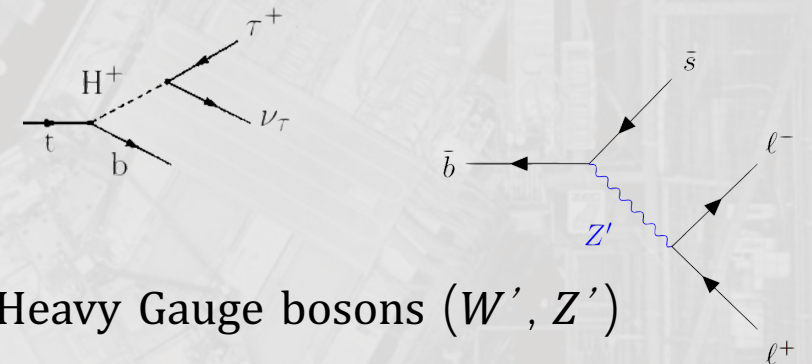 τ⁺
H⁺
ν_τ
t
b
s̄
b̄
ℓ⁻
Z′
Heavy Gauge bosons (W′, Z′)
ℓ⁺